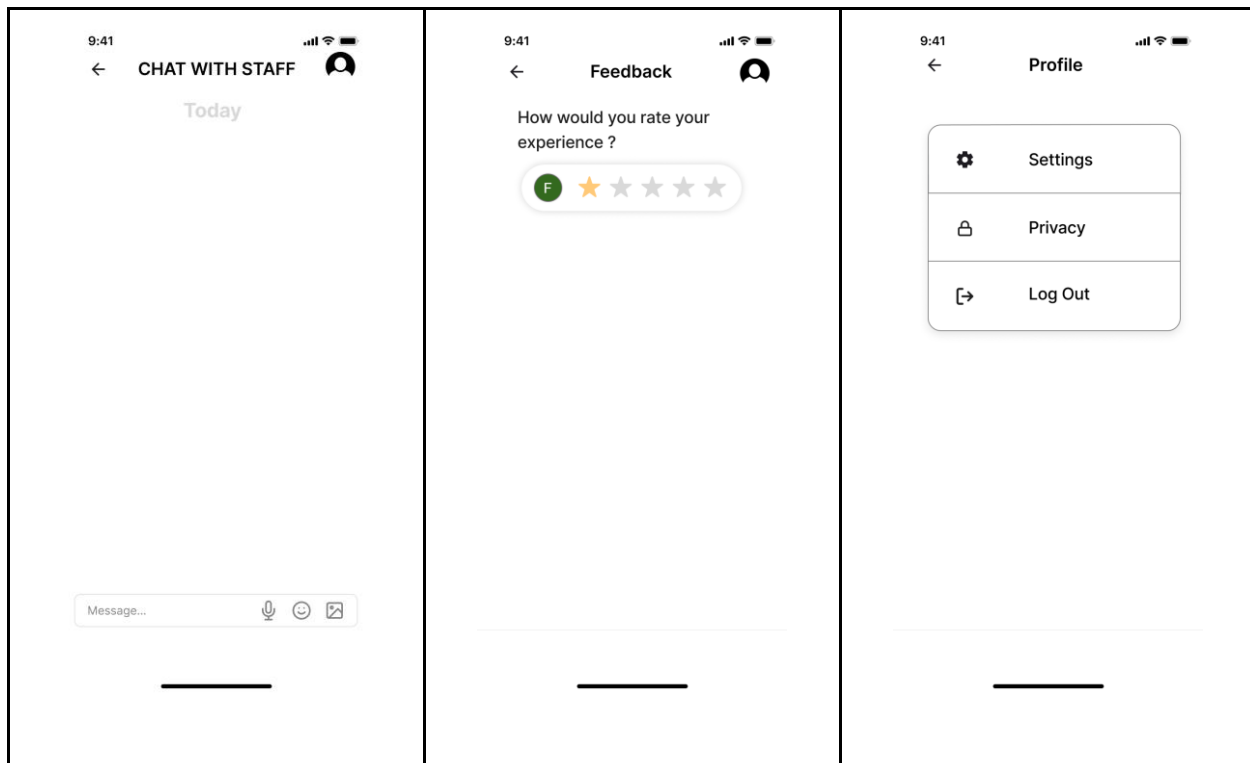 9:41
CHAT WITH STAFF
Today
Message...
9:41
Feedback
How would you rate your
experience ?
F
9:41
Profile
Settings
Privacy
Log Out